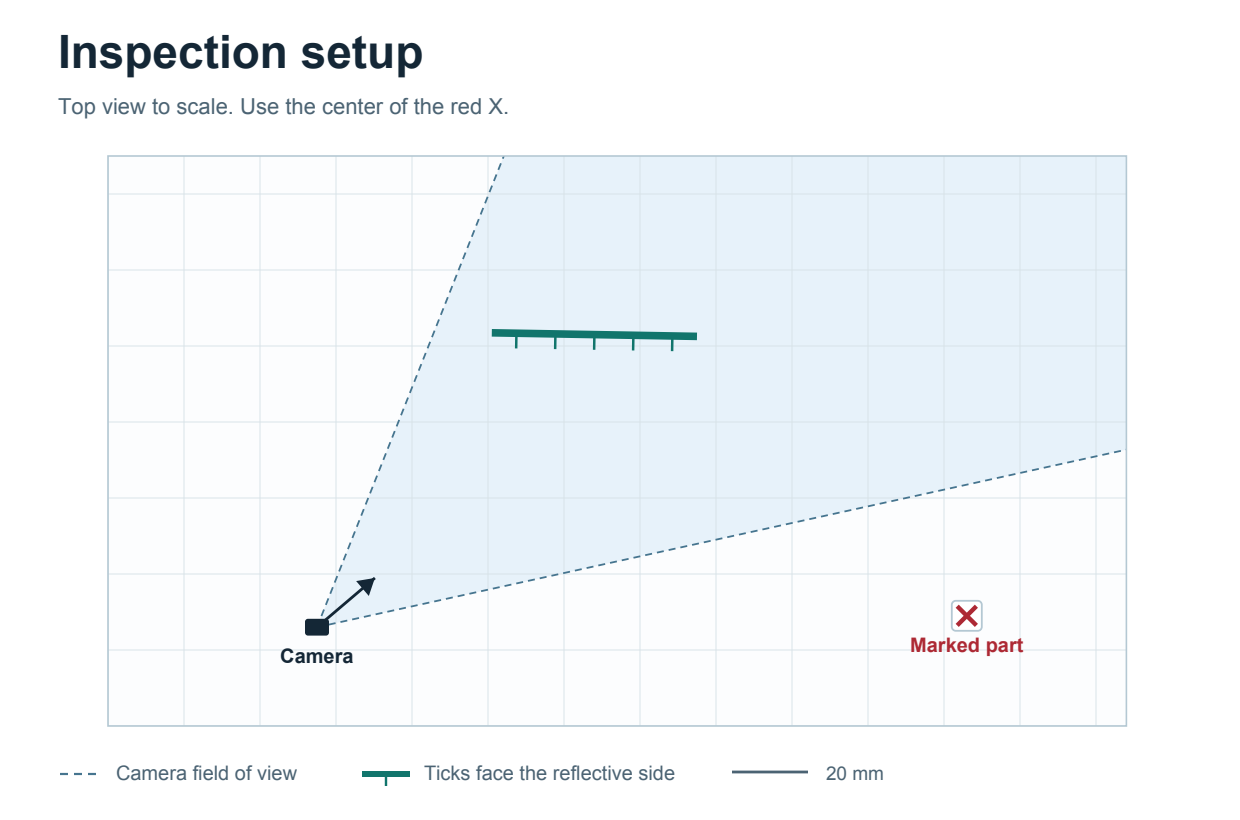 Inspection setup
Top view to scale. Use the center of the red X.
Camera
Marked part
Camera field of view
Ticks face the reflective side
20 mm